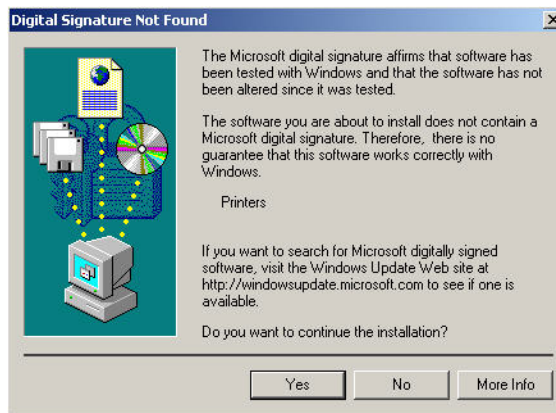 Digital Signature Not Found
The Microsoft digital signature affirms that software has
been tested with Windows and that the software has not
been altered since it was tested.
The software you are about to install does not contain a
Microsoft digital signature. Therefore, there is no
guarantee that this software works correctly with
Windows.
Printers
If you want to search for Microsoft digitally signed
software, visit the Windows Update Web site at
http://windowsupdate.microsoft.com to see if one is
available.
Do you want to continue the installation?
Yes
No
More Info